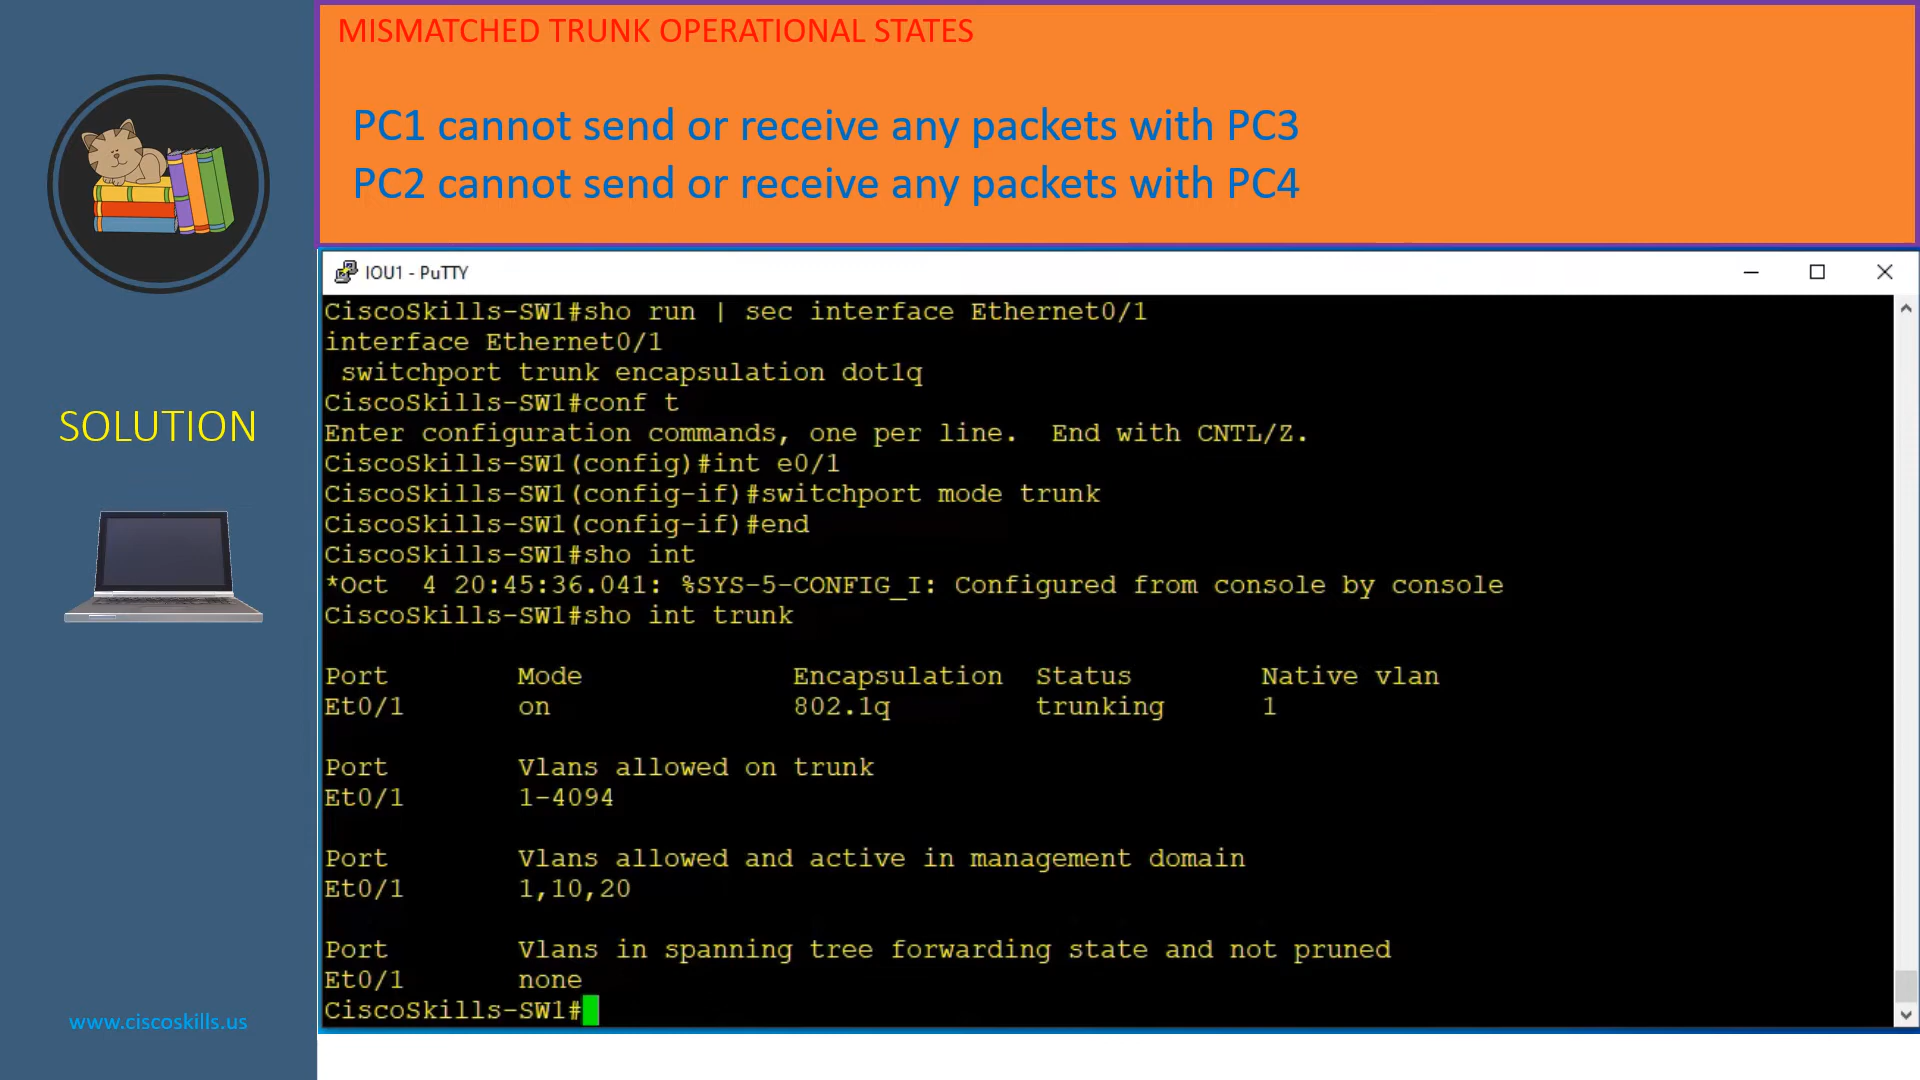 MISMATCHED TRUNK OPERATIONAL STATES
PC1 cannot send or receive any packets with PC3
PC2 cannot send or receive any packets with PC4
SOLUTION
www.ciscoskills.us
IOU1 - PuTTY
CiscoSkills-SW1#sho run | sec interface Ethernet0/1
interface Ethernet0/1
 switchport trunk encapsulation dot1q
CiscoSkills-SW1#conf t
Enter configuration commands, one per line.  End with CNTL/Z.
CiscoSkills-SW1(config)#int e0/1
CiscoSkills-SW1(config-if)#switchport mode trunk
CiscoSkills-SW1(config-if)#end
CiscoSkills-SW1#sho int
*Oct  4 20:45:36.041: %SYS-5-CONFIG_I: Configured from console by console
CiscoSkills-SW1#sho int trunk
Port        Mode             Encapsulation  Status        Native vlan
Et0/1       on               802.1q         trunking      1
Port        Vlans allowed on trunk
Et0/1       1-4094
Port        Vlans allowed and active in management domain
Et0/1       1,10,20
Port        Vlans in spanning tree forwarding state and not pruned
Et0/1       none
CiscoSkills-SW1#